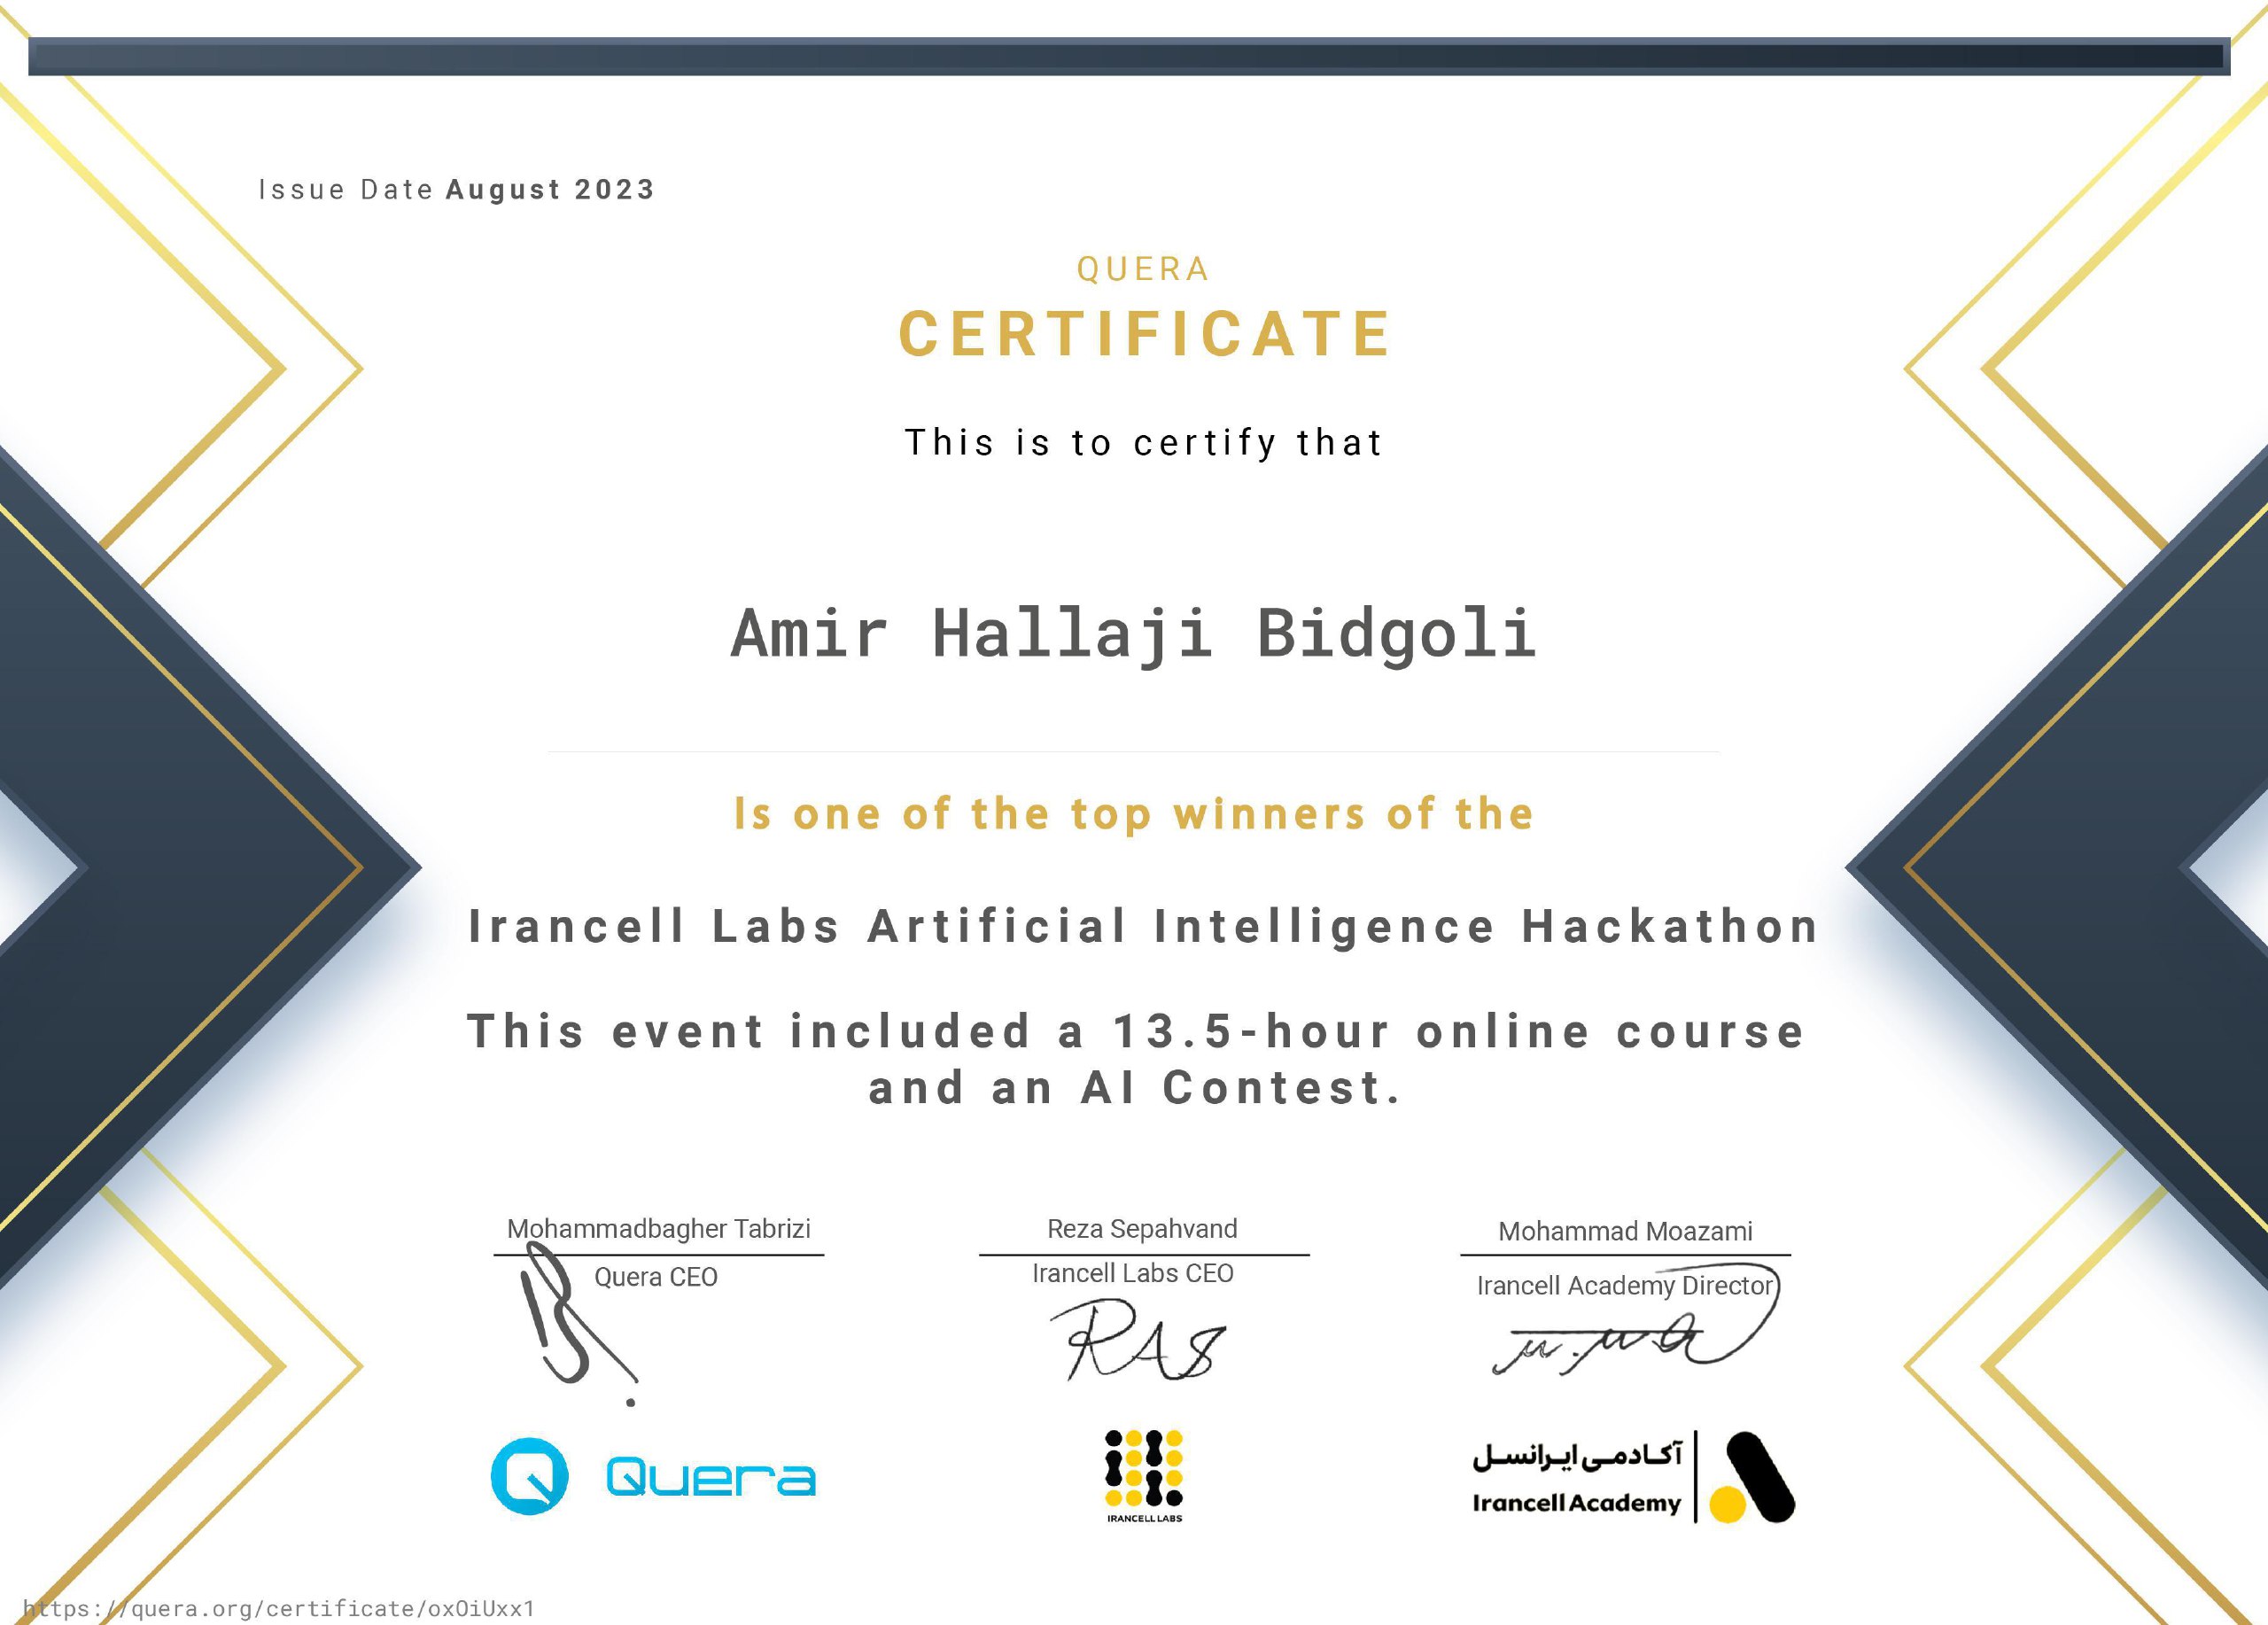 Issue Date August 2023
QUERA
CERTIFICATE
This is to certify that
Amir Hallaji Bidgoli
Is one of the top winners of the
Irancell Labs Artificial Intelligence Hackathon
This event included a 13.5-hour online course
and an AI Contest.
Mohammadbagher Tabrizi
Quera CEO
Reza Sepahvand
Irancell Labs CEO
RAS
Mohammad Moazami
Irancell Academy Director
Quera
IRANCELL LABS
آکادمی ایرانسل
Irancell Academy
https://quera.org/certificate/oxOiUxx1